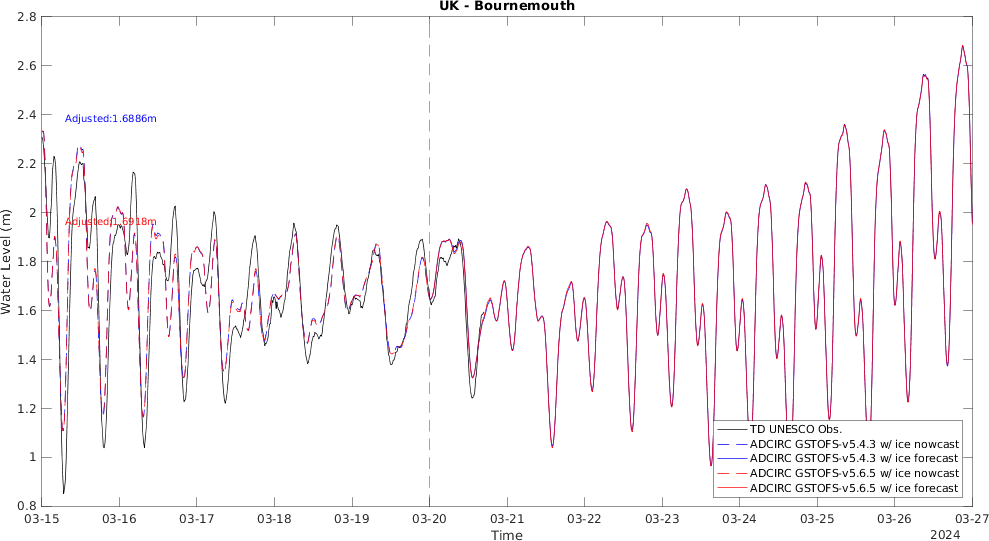 UK - Bournemouth
2.8
2.6
2.4
2.2
2
1.8
1.6
1.4
1.2
1
0.8
Water Level (m)
Adjusted:1.6886m
Adjusted:1.6918m
TD UNESCO Obs.
ADCIRC GSTOFS-v5.4.3 w/ ice nowcast
ADCIRC GSTOFS-v5.4.3 w/ ice forecast
ADCIRC GSTOFS-v5.6.5 w/ ice nowcast
ADCIRC GSTOFS-v5.6.5 w/ ice forecast
03-15 03-16 03-17 03-18 03-19 03-20 03-21 03-22 03-23 03-24 03-25 03-26 03-27
Time
2024